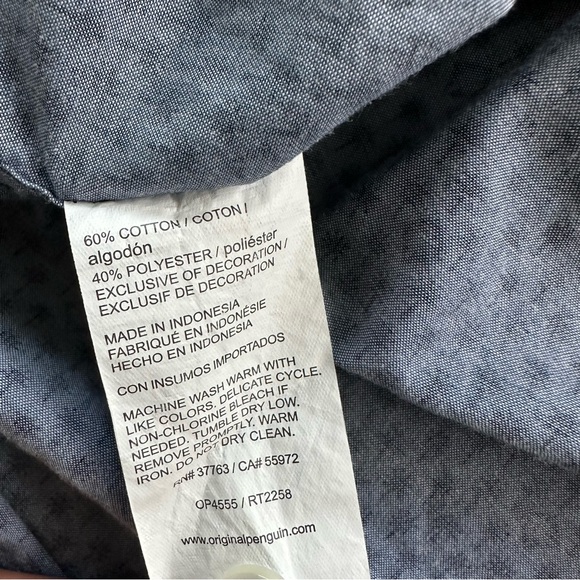 60% COTTON / COTON /
algodón
40% POLYESTER / poliéster
EXCLUSIVE OF DECORATION /
EXCLUSIF DE DECORATION
MADE IN INDONESIA
FABRIQUÉ EN INDONÉSIE
HECHO EN INDONESIA
CON INSUMOS IMPORTADOS
MACHINE WASH WARM WITH
LIKE COLORS. DELICATE CYCLE.
NON-CHLORINE BLEACH IF
NEEDED. TUMBLE DRY LOW.
REMOVE PROMPTLY. WARM
IRON. DO NOT DRY CLEAN.
RN# 37763 / CA# 55972
OP4555 / RT2258
www.originalpenguin.com